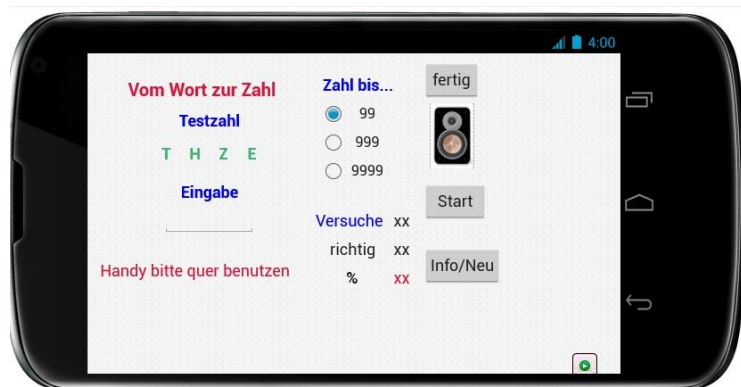 4:00
Vom Wort zur Zahl
Testzahl
T H Z E
Eingabe
Handy bitte quer benutzen
Zahl bis...
99
999
9999
Versuche xx
richtig xx
% xx
fertig
Start
Info/Neu